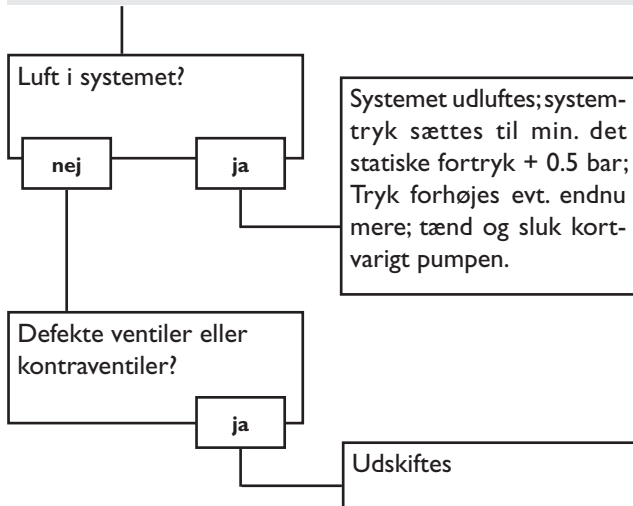 Luft i systemet?
nej
ja
Systemet udluftes; system-
tryk sættes til min. det
statiske fortryk + 0.5 bar;
Tryk forhøjes evt. endnu
mere; tænd og sluk kort-
varigt pumpen.
Defekte ventiler eller
kontraventiler?
ja
Udskiftes